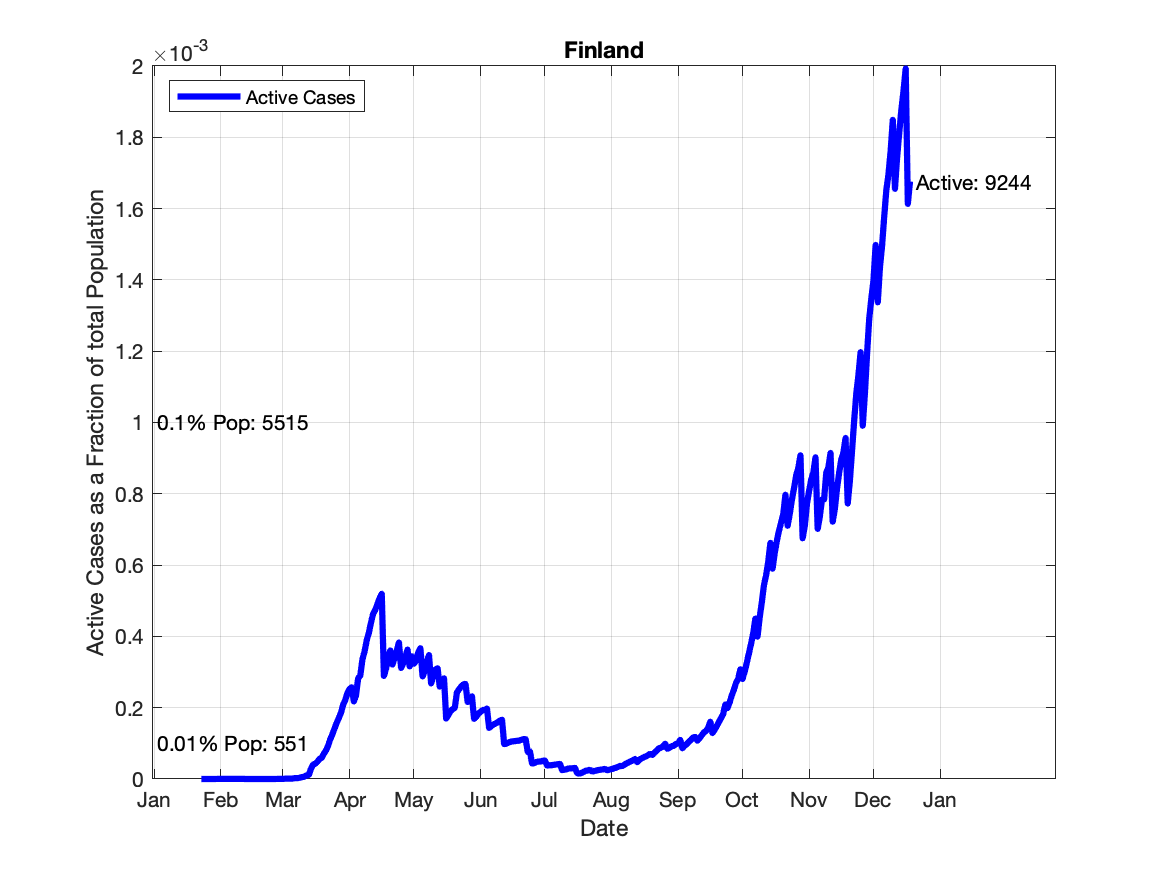 Finland
×10-3
2
Active Cases
1.8
Active: 9244
1.6
1.4
1.2
1
0.1% Pop: 5515
0.8
0.6
0.4
0.2
0.01% Pop: 551
0
Active Cases as a Fraction of total Population
Jan Feb Mar Apr May Jun Jul Aug Sep Oct Nov Dec Jan
Date